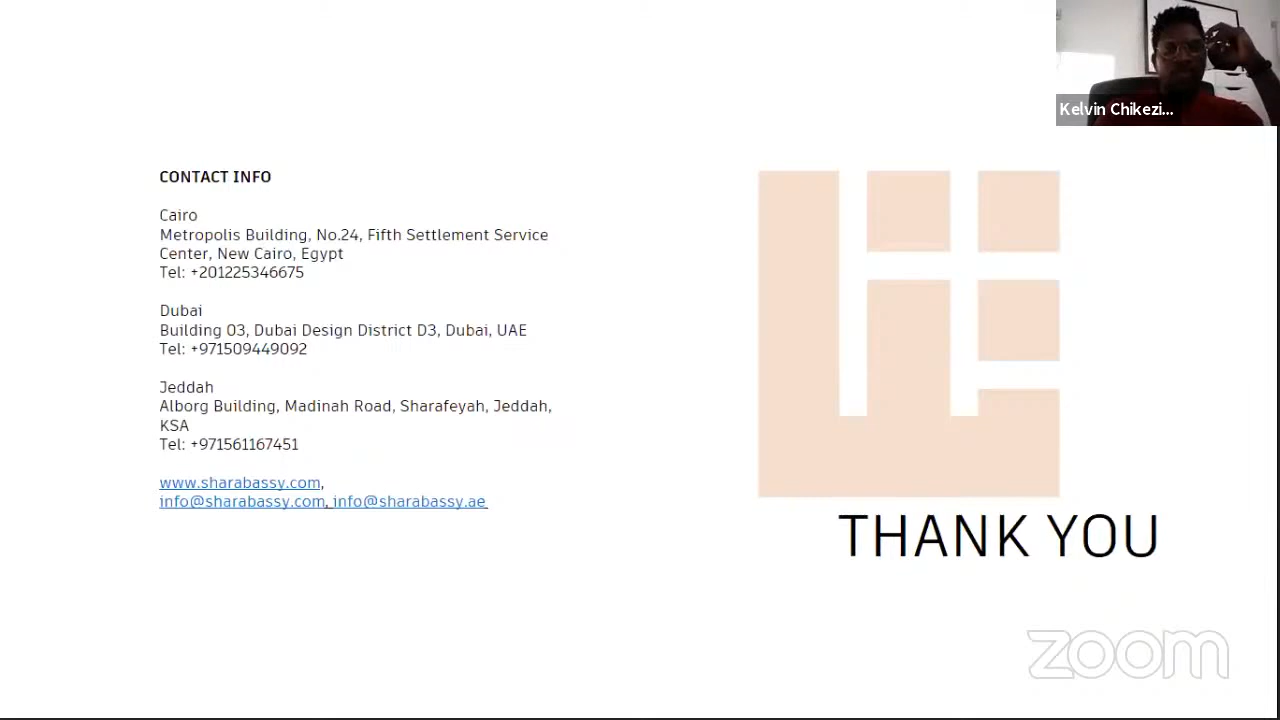 Kelvin Chikezi...
CONTACT INFO
Cairo
Metropolis Building, No.24, Fifth Settlement Service
Center, New Cairo, Egypt
Tel: +201225346675
Dubai
Building 03, Dubai Design District D3, Dubai, UAE
Tel: +971509449092
Jeddah
Alborg Building, Madinah Road, Sharafeyah, Jeddah,
KSA
Tel: +971561167451
www.sharabassy.com,
info@sharabassy.com, info@sharabassy.ae
THANK YOU
zoom